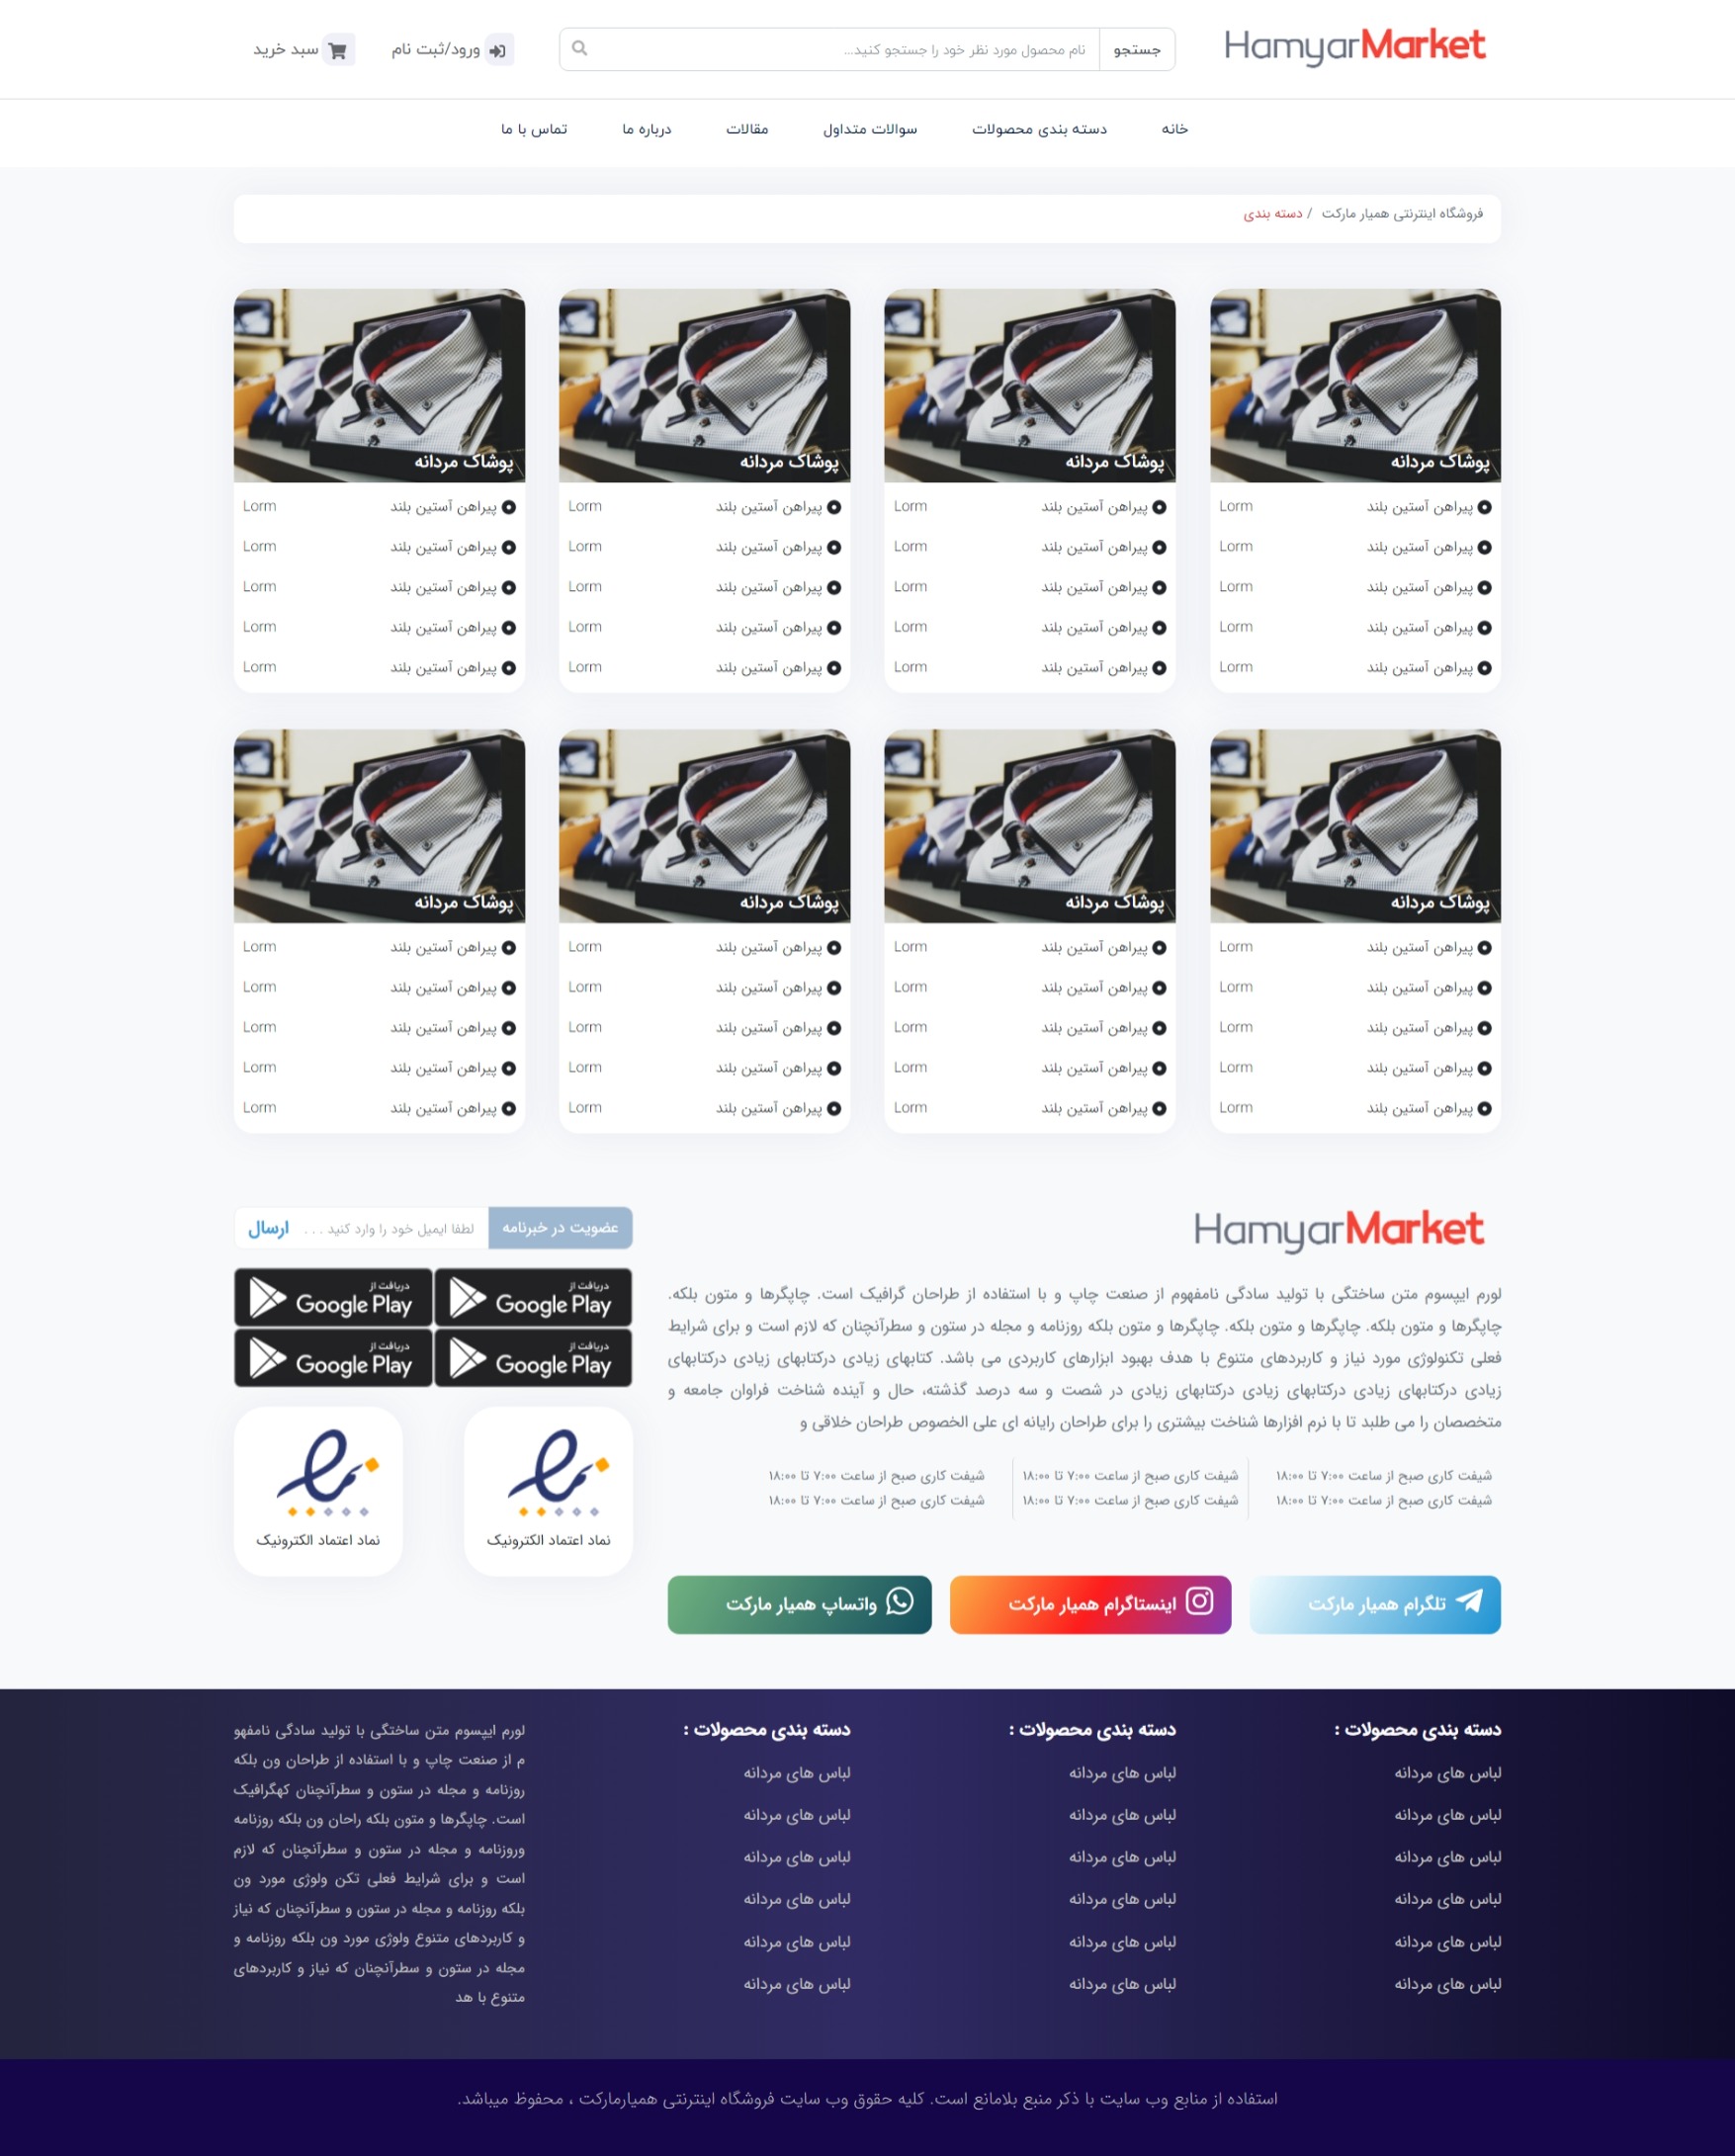 HamyarMarket
جستجو
نام محصول مورد نظر خود را جستجو کنید...
ورود/ثبت نام
سبد خرید
خانه
دسته بندی محصولات
سوالات متداول
مقالات
درباره ما
تماس با ما
فروشگاه اینترنتی همیار مارکت / دسته بندی
پوشاک مردانه
پیراهن آستین بلند Lorm
پیراهن آستین بلند Lorm
پیراهن آستین بلند Lorm
پیراهن آستین بلند Lorm
پیراهن آستین بلند Lorm
پوشاک مردانه
پیراهن آستین بلند Lorm
پیراهن آستین بلند Lorm
پیراهن آستین بلند Lorm
پیراهن آستین بلند Lorm
پیراهن آستین بلند Lorm
پوشاک مردانه
پیراهن آستین بلند Lorm
پیراهن آستین بلند Lorm
پیراهن آستین بلند Lorm
پیراهن آستین بلند Lorm
پیراهن آستین بلند Lorm
پوشاک مردانه
پیراهن آستین بلند Lorm
پیراهن آستین بلند Lorm
پیراهن آستین بلند Lorm
پیراهن آستین بلند Lorm
پیراهن آستین بلند Lorm
پوشاک مردانه
پیراهن آستین بلند Lorm
پیراهن آستین بلند Lorm
پیراهن آستین بلند Lorm
پیراهن آستین بلند Lorm
پیراهن آستین بلند Lorm
پوشاک مردانه
پیراهن آستین بلند Lorm
پیراهن آستین بلند Lorm
پیراهن آستین بلند Lorm
پیراهن آستین بلند Lorm
پیراهن آستین بلند Lorm
پوشاک مردانه
پیراهن آستین بلند Lorm
پیراهن آستین بلند Lorm
پیراهن آستین بلند Lorm
پیراهن آستین بلند Lorm
پیراهن آستین بلند Lorm
پوشاک مردانه
پیراهن آستین بلند Lorm
پیراهن آستین بلند Lorm
پیراهن آستین بلند Lorm
پیراهن آستین بلند Lorm
پیراهن آستین بلند Lorm
HamyarMarket
لورم ایپسوم متن ساختگی با تولید سادگی نامفهوم از صنعت چاپ و با استفاده از طراحان گرافیک است. چاپگرها و متون بلکه.
چاپگرها و متون بلکه. چاپگرها و متون بلکه. چاپگرها و متون بلکه روزنامه و مجله در ستون و سطرآنچنان که لازم است و برای شرایط
فعلی تکنولوژی مورد نیاز و کاربردهای متنوع با هدف بهبود ابزارهای کاربردی می باشد. کتابهای زیادی درکتابهای زیادی درکتابهای
زیادی درکتابهای زیادی درکتابهای زیادی درکتابهای زیادی در شصت و سه درصد گذشته، حال و آینده شناخت فراوان جامعه و
متخصصان را می طلبد تا با نرم افزارها شناخت بیشتری را برای طراحان رایانه ای علی الخصوص طراحان خلاقی و
شیفت کاری صبح از ساعت ۷:۰۰ تا ۱۸:۰۰
شیفت کاری صبح از ساعت ۷:۰۰ تا ۱۸:۰۰
شیفت کاری صبح از ساعت ۷:۰۰ تا ۱۸:۰۰
شیفت کاری صبح از ساعت ۷:۰۰ تا ۱۸:۰۰
شیفت کاری صبح از ساعت ۷:۰۰ تا ۱۸:۰۰
شیفت کاری صبح از ساعت ۷:۰۰ تا ۱۸:۰۰
تلگرام همیار مارکت
اینستاگرام همیار مارکت
واتساپ همیار مارکت
عضویت در خبرنامه
لطفا ایمیل خود را وارد کنید . . .
ارسال
دریافت از
Google Play
دریافت از
Google Play
دریافت از
Google Play
دریافت از
Google Play
نماد اعتماد الکترونیک
نماد اعتماد الکترونیک
دسته بندی محصولات :
لباس های مردانه
لباس های مردانه
لباس های مردانه
لباس های مردانه
لباس های مردانه
لباس های مردانه
دسته بندی محصولات :
لباس های مردانه
لباس های مردانه
لباس های مردانه
لباس های مردانه
لباس های مردانه
لباس های مردانه
دسته بندی محصولات :
لباس های مردانه
لباس های مردانه
لباس های مردانه
لباس های مردانه
لباس های مردانه
لباس های مردانه
لورم ایپسوم متن ساختگی با تولید سادگی نامفهو
م از صنعت چاپ و با استفاده از طراحان ون بلکه
روزنامه و مجله در ستون و سطرآنچنان کهگرافیک
است. چاپگرها و متون بلکه راحان ون بلکه روزنامه
وروزنامه و مجله در ستون و سطرآنچنان که لازم
است و برای شرایط فعلی تکن ولوژی مورد ون
بلکه روزنامه و مجله در ستون و سطرآنچنان که نیاز
و کاربردهای متنوع ولوژی مورد ون بلکه روزنامه و
مجله در ستون و سطرآنچنان که نیاز و کاربردهای
متنوع با هد
استفاده از منابع وب سایت با ذکر منبع بلامانع است. کلیه حقوق وب سایت فروشگاه اینترنتی همیارمارکت ، محفوظ میباشد.